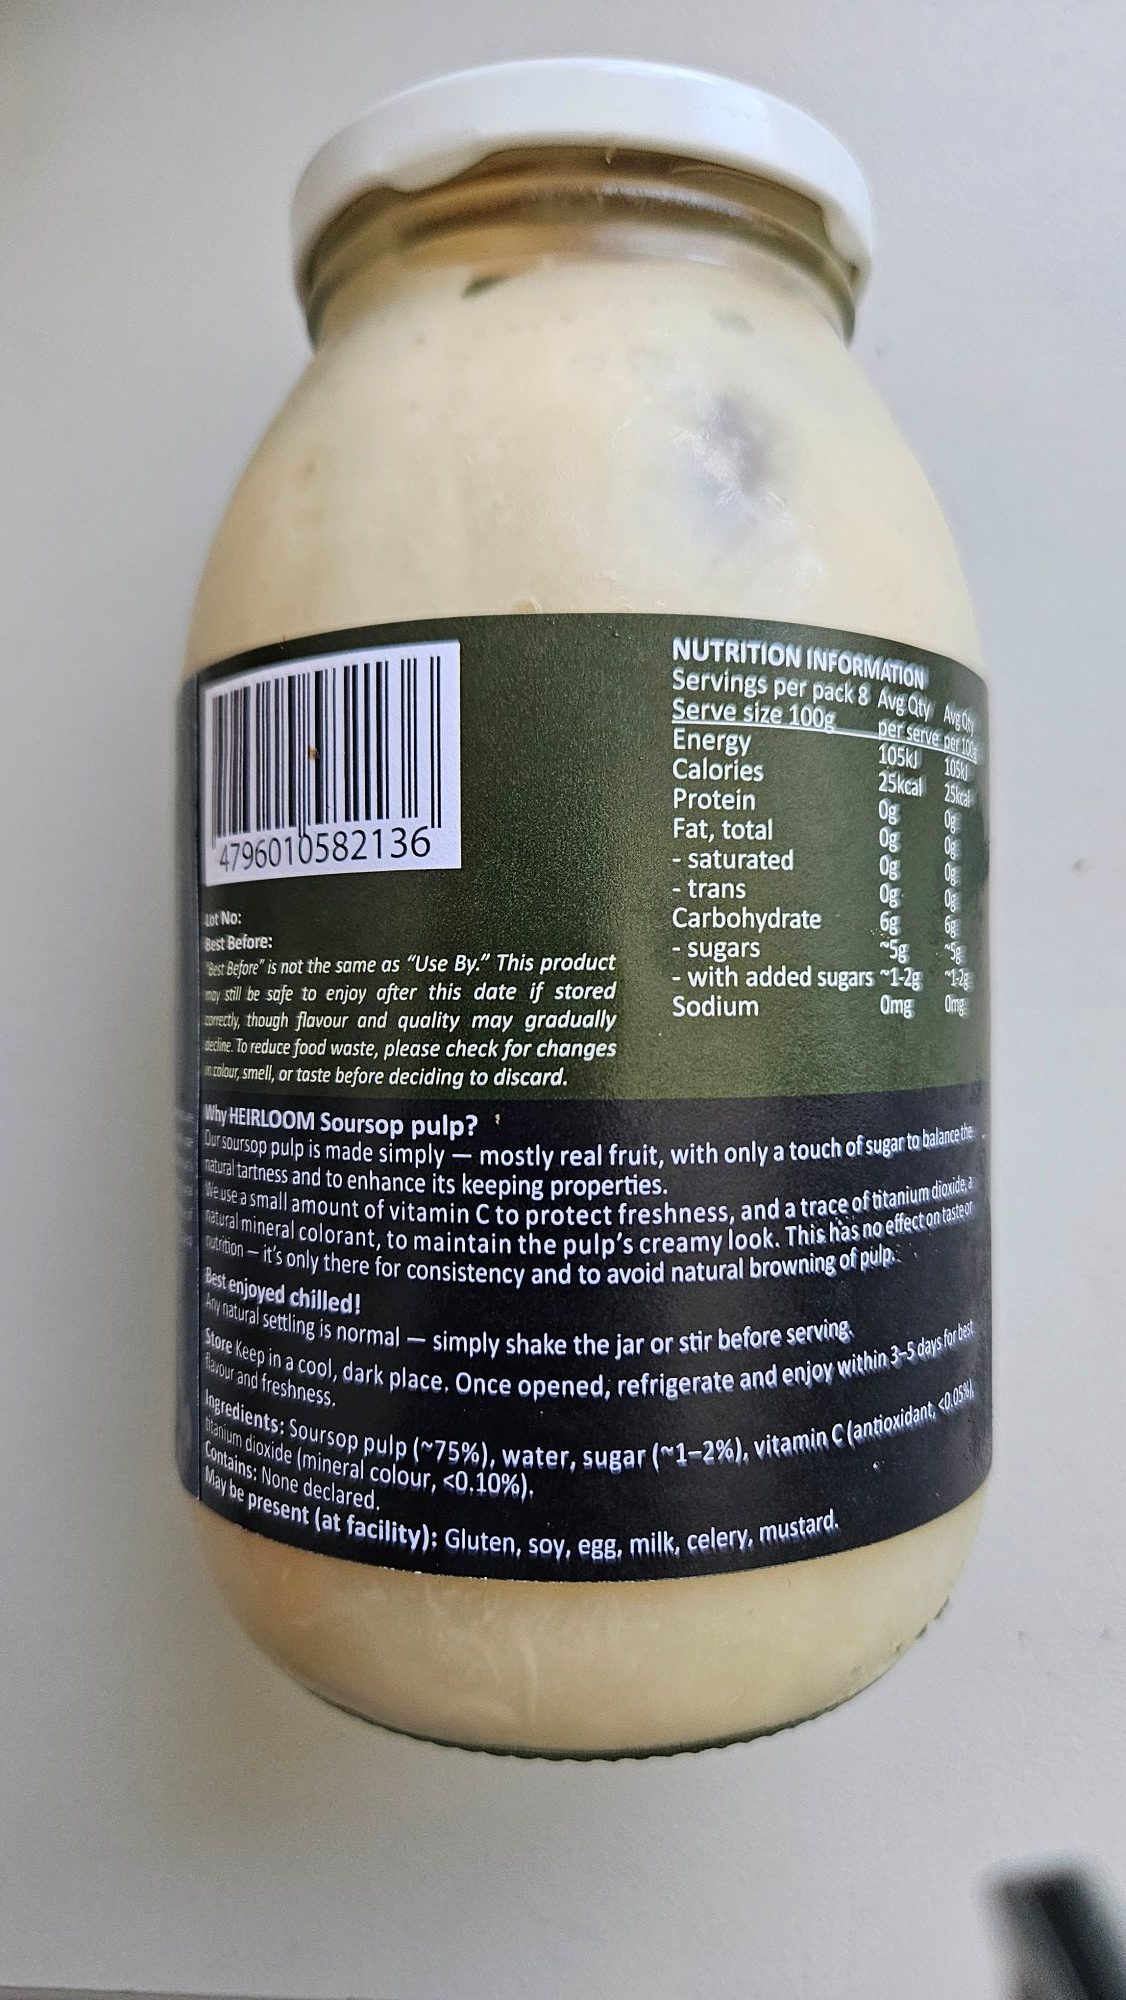 4796010582136
Lot No:
Best Before:
"Best Before" is not the same as “Use By.” This product
may still be safe to enjoy after this date if stored
correctly, though flavour and quality may gradually
decline. To reduce food waste, please check for changes
in colour, smell, or taste before deciding to discard.
NUTRITION INFORMATION
Servings per pack 8 Avg Qty Avg Qty
Serve size 100g per serve per 100g
Energy 105kJ 105kJ
Calories 25kcal 25kcal
Protein 0g 0g
Fat, total 0g 0g
- saturated 0g 0g
- trans 0g 0g
Carbohydrate 6g 6g
- sugars ~5g ~5g
- with added sugars ~1-2g ~1-2g
Sodium 0mg 0mg
Why HEIRLOOM Soursop pulp?
Our soursop pulp is made simply — mostly real fruit, with only a touch of sugar to balance the
natural tartness and to enhance its keeping properties.
We use a small amount of vitamin C to protect freshness, and a trace of titanium dioxide, a
natural mineral colorant, to maintain the pulp’s creamy look. This has no effect on taste or
nutrition — it’s only there for consistency and to avoid natural browning of pulp.
Best enjoyed chilled!
Any natural settling is normal — simply shake the jar or stir before serving.
Store Keep in a cool, dark place. Once opened, refrigerate and enjoy within 3–5 days for best
flavour and freshness.
Ingredients: Soursop pulp (~75%), water, sugar (~1–2%), vitamin C (antioxidant, <0.05%),
titanium dioxide (mineral colour, <0.10%).
Contains: None declared.
May be present (at facility): Gluten, soy, egg, milk, celery, mustard.